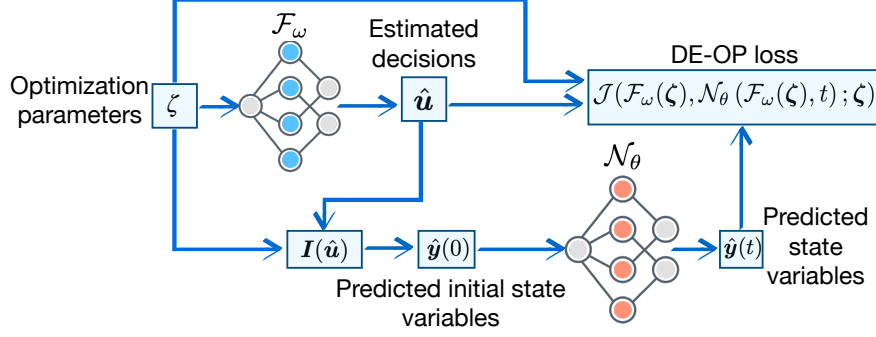 Optimization
parameters
ζ
𝓕_ω
Estimated
decisions
û
DE-OP loss
𝒥(𝓕_ω(ζ), 𝒩_θ (𝓕_ω(ζ), t) ; ζ)
I(û)
ŷ(0)
Predicted initial state
variables
𝒩_θ
ŷ(t)
Predicted
state
variables